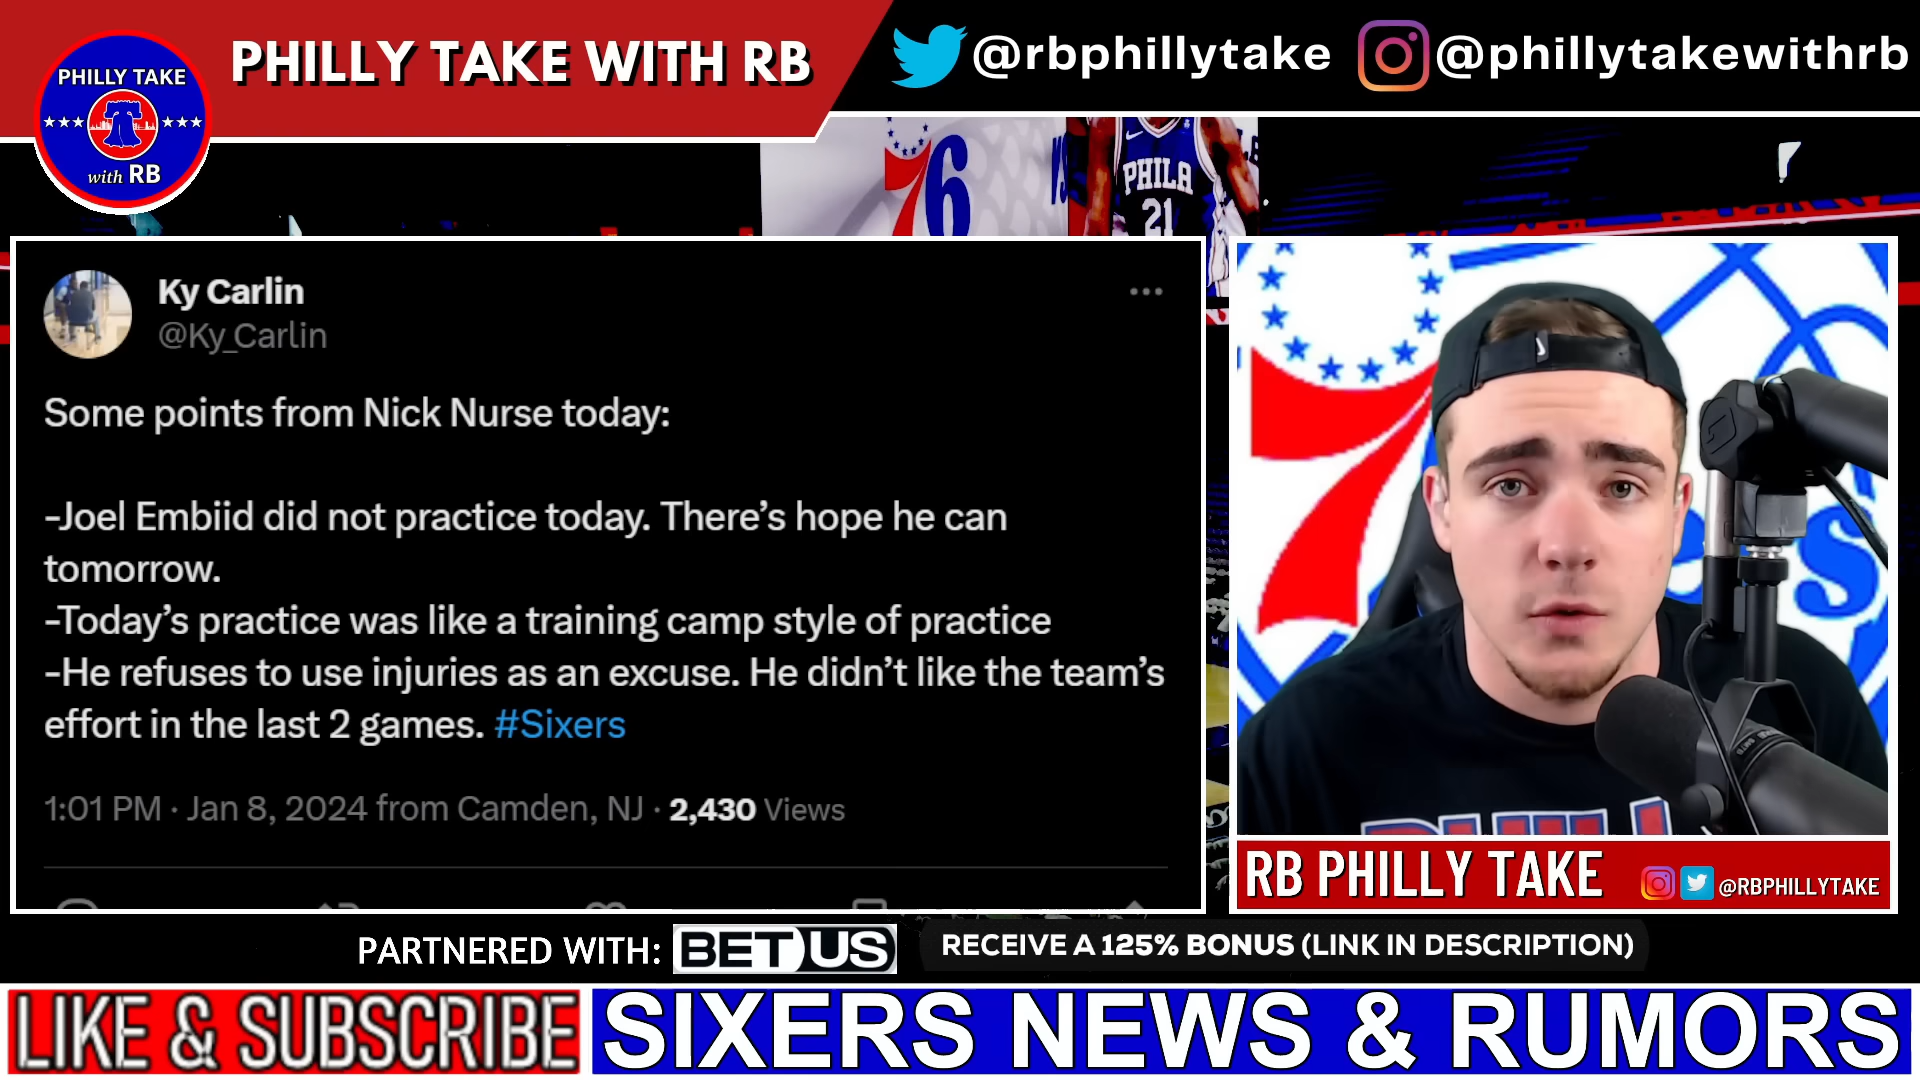 PHILLY TAKE WITH RB
@rbphillytake
@phillytakewithrb
PHILLY TAKE
with RB
76
PHILA
21
Ky Carlin
@Ky_Carlin
Some points from Nick Nurse today:
-Joel Embiid did not practice today. There’s hope he can
tomorrow.
-Today’s practice was like a training camp style of practice
-He refuses to use injuries as an excuse. He didn’t like the team’s
effort in the last 2 games. #Sixers
1:01 PM · Jan 8, 2024 from Camden, NJ · 2,430 Views
RB PHILLY TAKE
@RBPHILLYTAKE
PARTNERED WITH: BETUS
RECEIVE A 125% BONUS (LINK IN DESCRIPTION)
LIKE & SUBSCRIBE
SIXERS NEWS & RUMORS